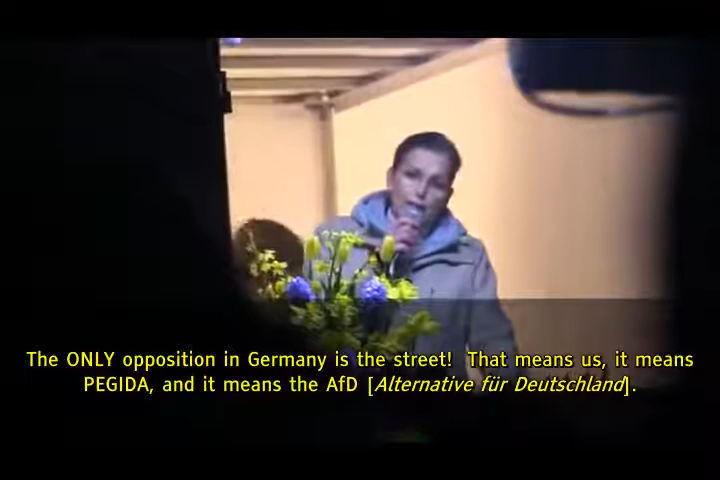 The ONLY opposition in Germany is the street!  That means us, it means
PEGIDA, and it means the AfD [Alternative für Deutschland].